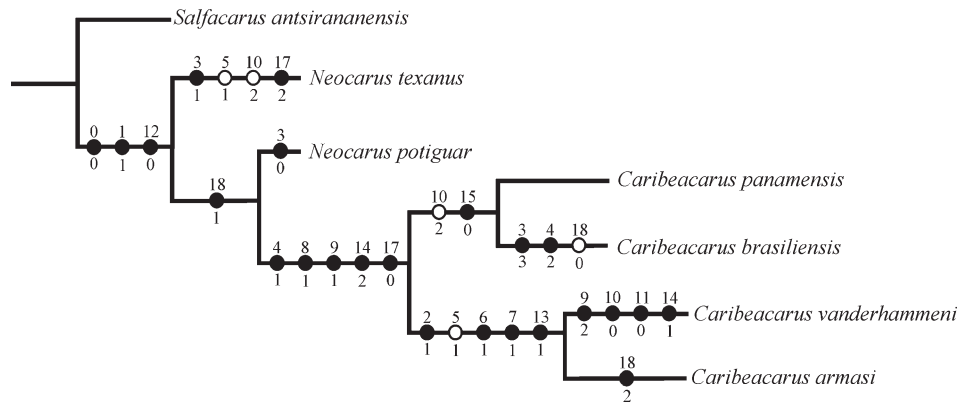 Salfacarus antsirananensis
3 5 10 17
Neocarus texanus
1 1 2 2
0 1 12
0 1 0
3
Neocarus potiguar
0
18
1
Caribeacarus panamensis
10 15
2 0
3 4 18
Caribeacarus brasiliensis
3 2 0
4 8 9 14 17
1 1 1 2 0
9 10 11 14
Caribeacarus vanderhammeni
2 0 0 1
2 5 6 7 13
1 1 1 1 1
18
Caribeacarus armasi
2